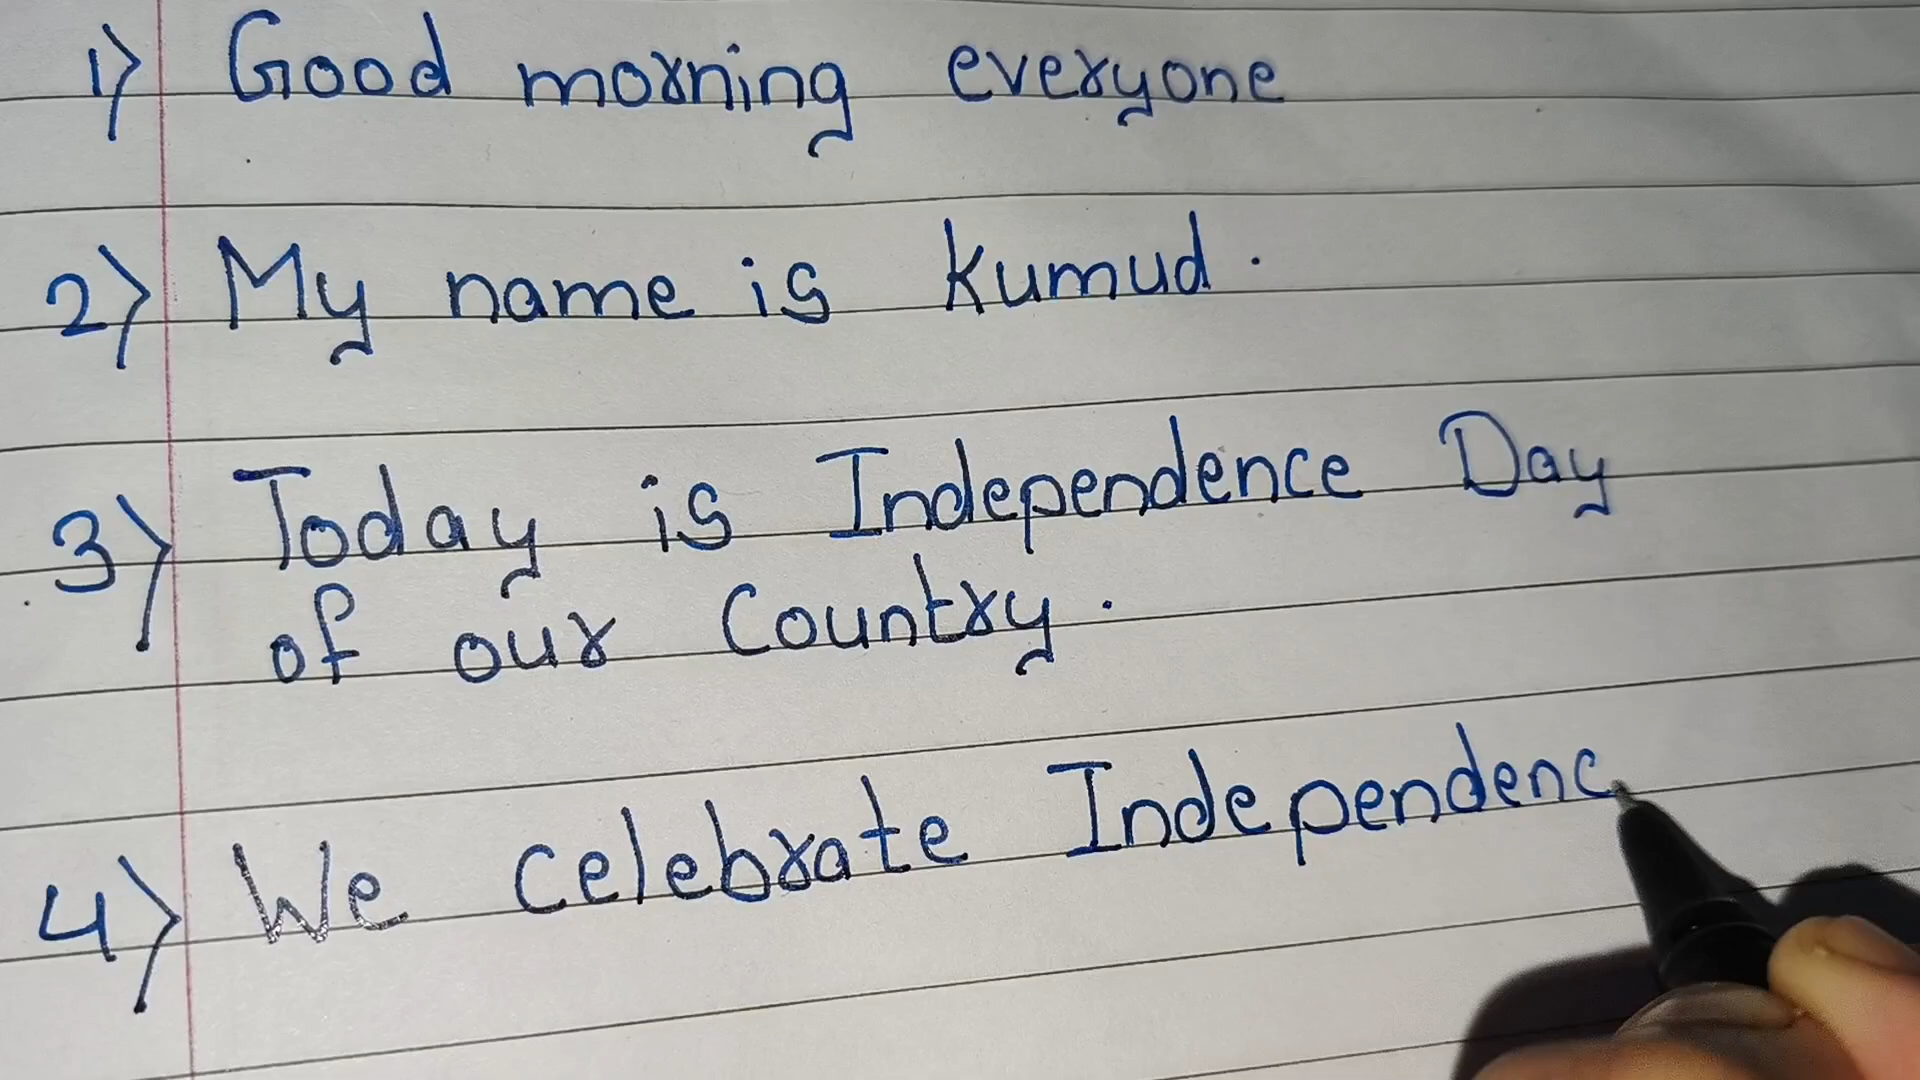 1) Good morning everyone
2) My name is Kumud.
3) Today is Independence Day
of our Country.
4) We celebrate Independenc